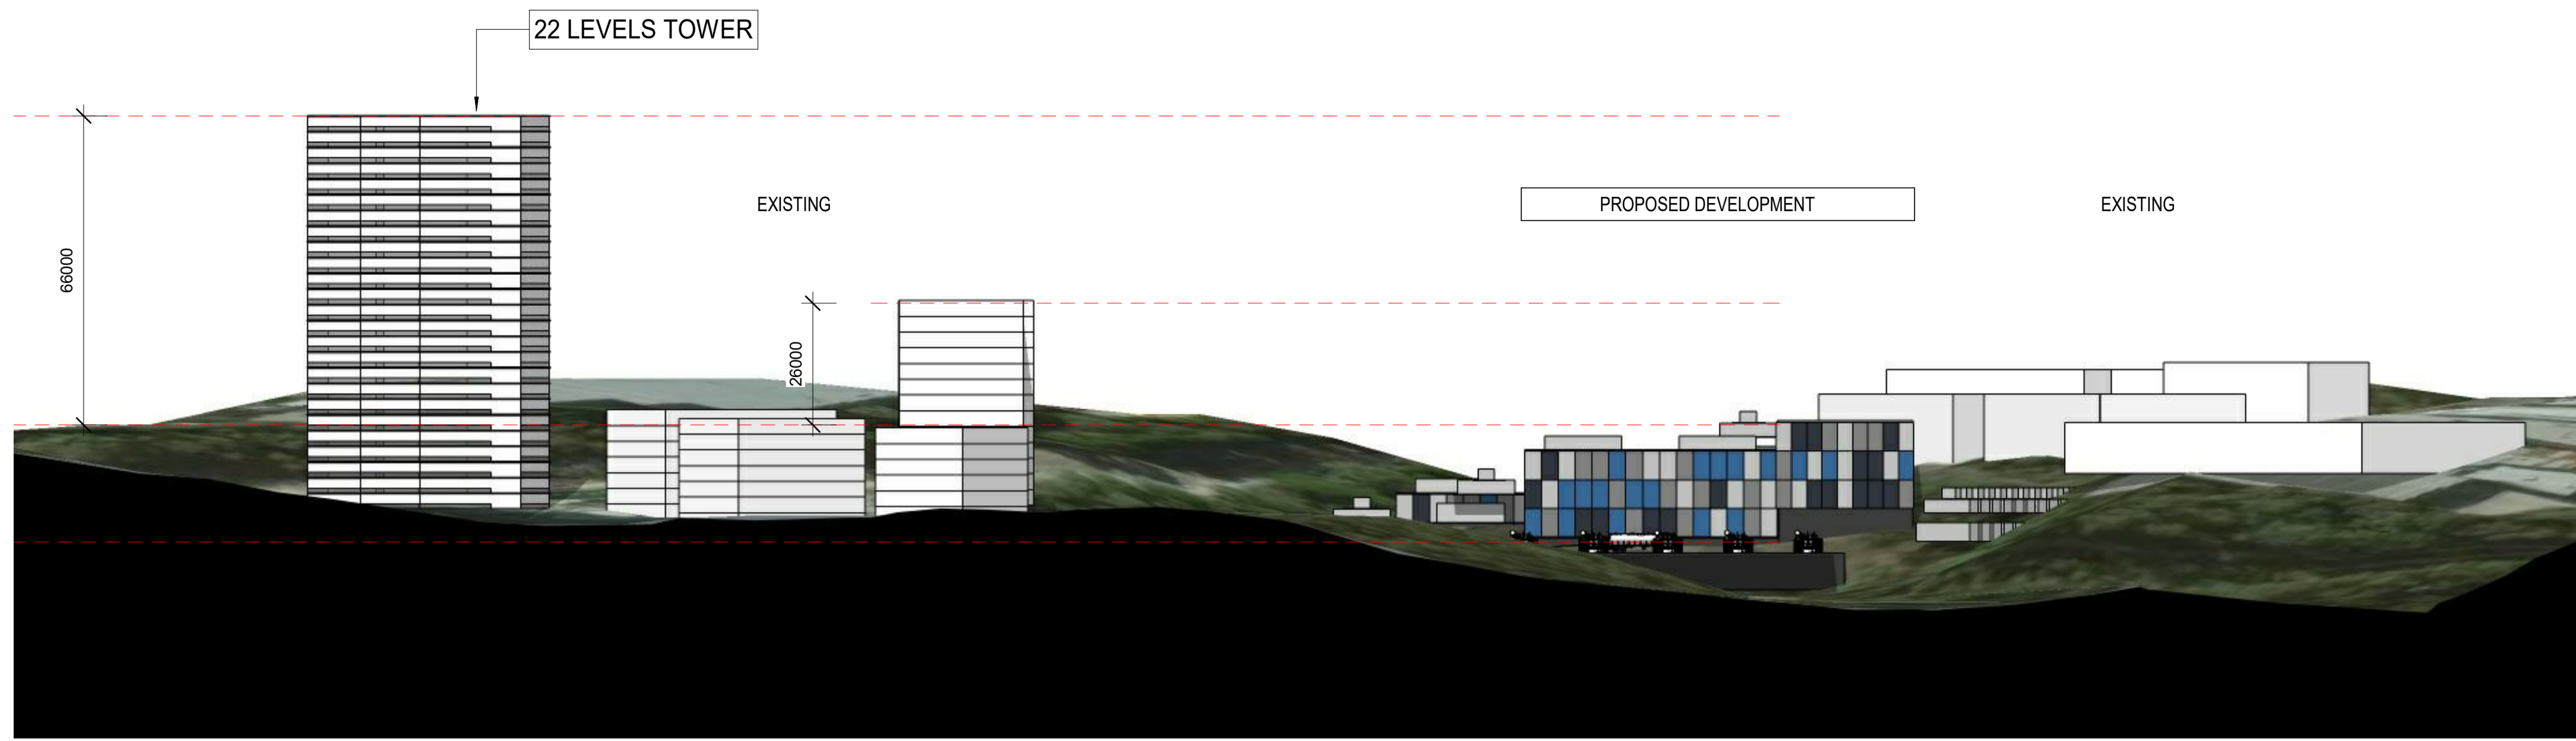 22 LEVELS TOWER
EXISTING
PROPOSED DEVELOPMENT
EXISTING
66000
26000